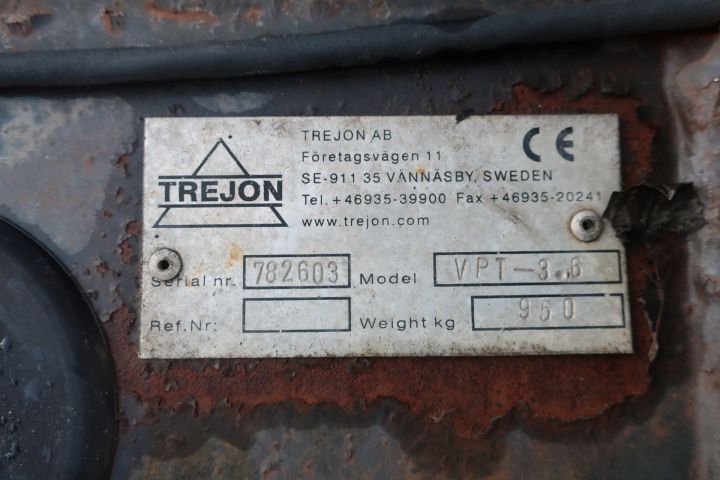 TREJON
TREJON AB
Företagsvägen 11
SE-911 35 VÄNNÄSBY, SWEDEN
Tel. +46935-39900 Fax +46935-20241
www.trejon.com
CE
Serial nr. 782603 Model VPT-3.6
Ref.Nr: Weight kg 950